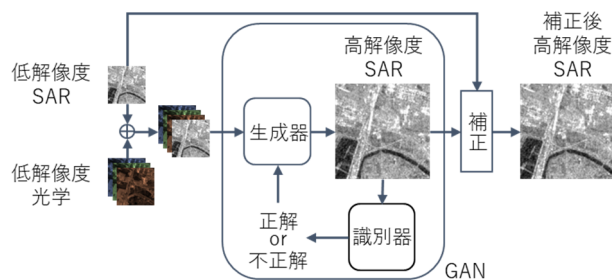 低解像度
SAR
低解像度
光学
生成器
高解像度
SAR
正解
or
不正解
識別器
GAN
補正
補正後
高解像度
SAR